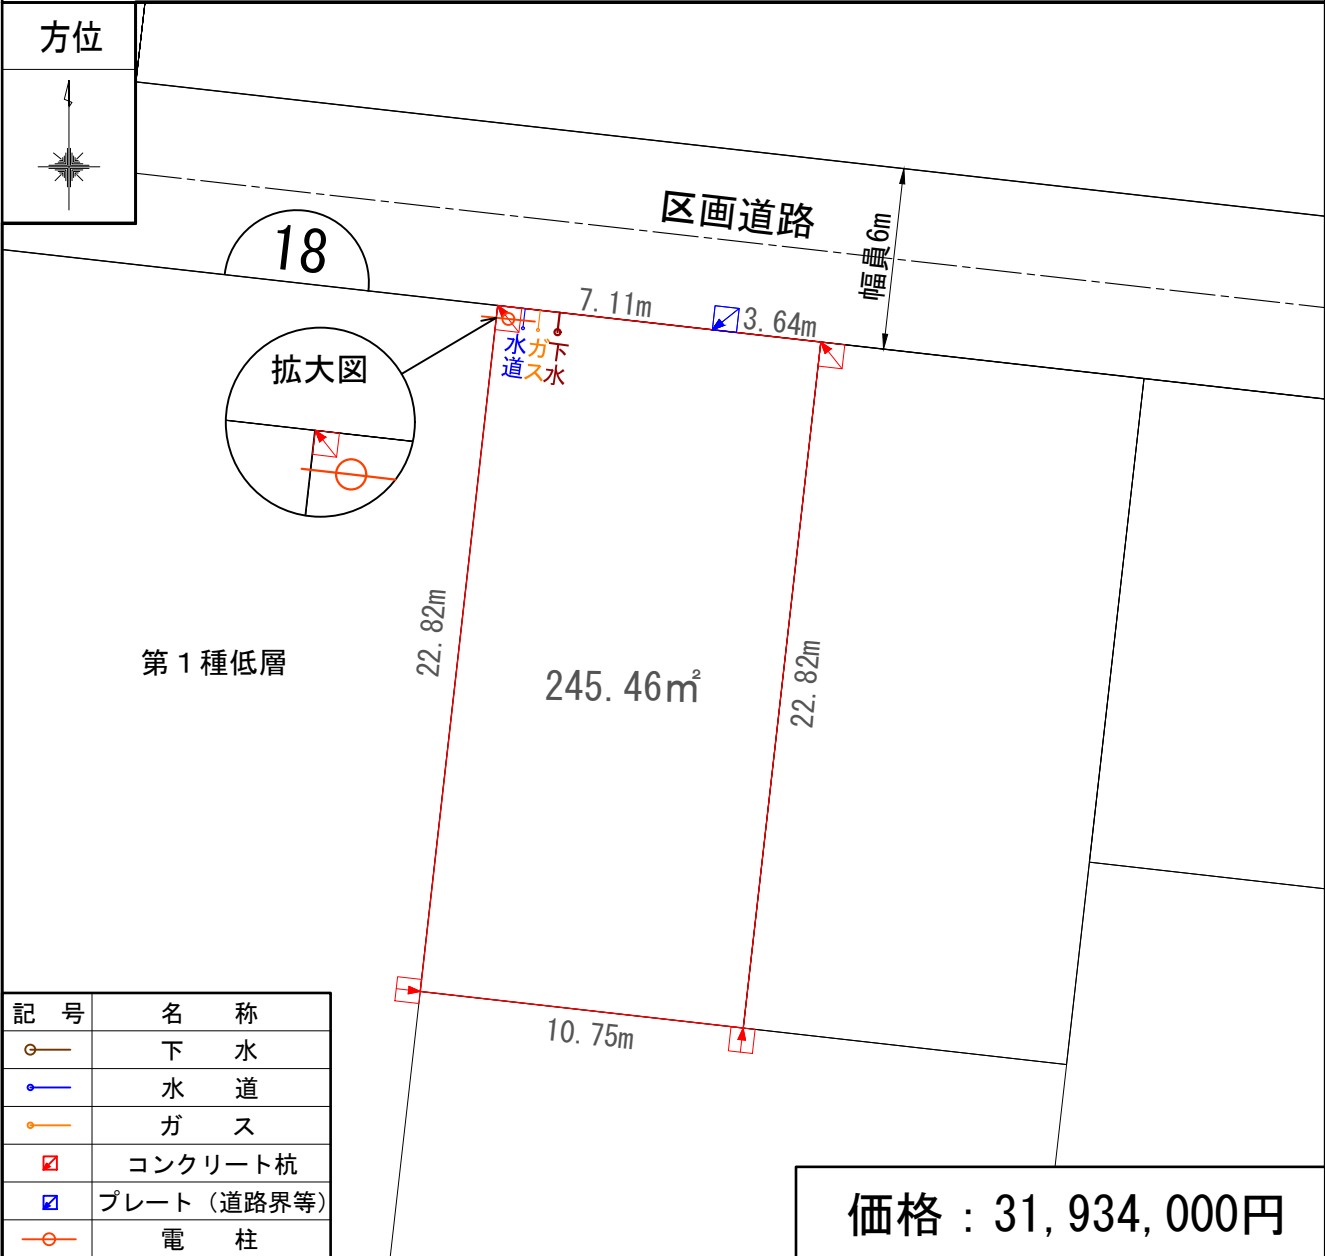 方位
区画道路
幅員6m
18
7.11m
3.64m
拡大図
水道
ガス
下水
22.82m
22.82m
第1種低層
245.46㎡
10.75m
記号 名称
下水
水道
ガス
コンクリート杭
プレート（道路界等）
電柱
価格：31,934,000円